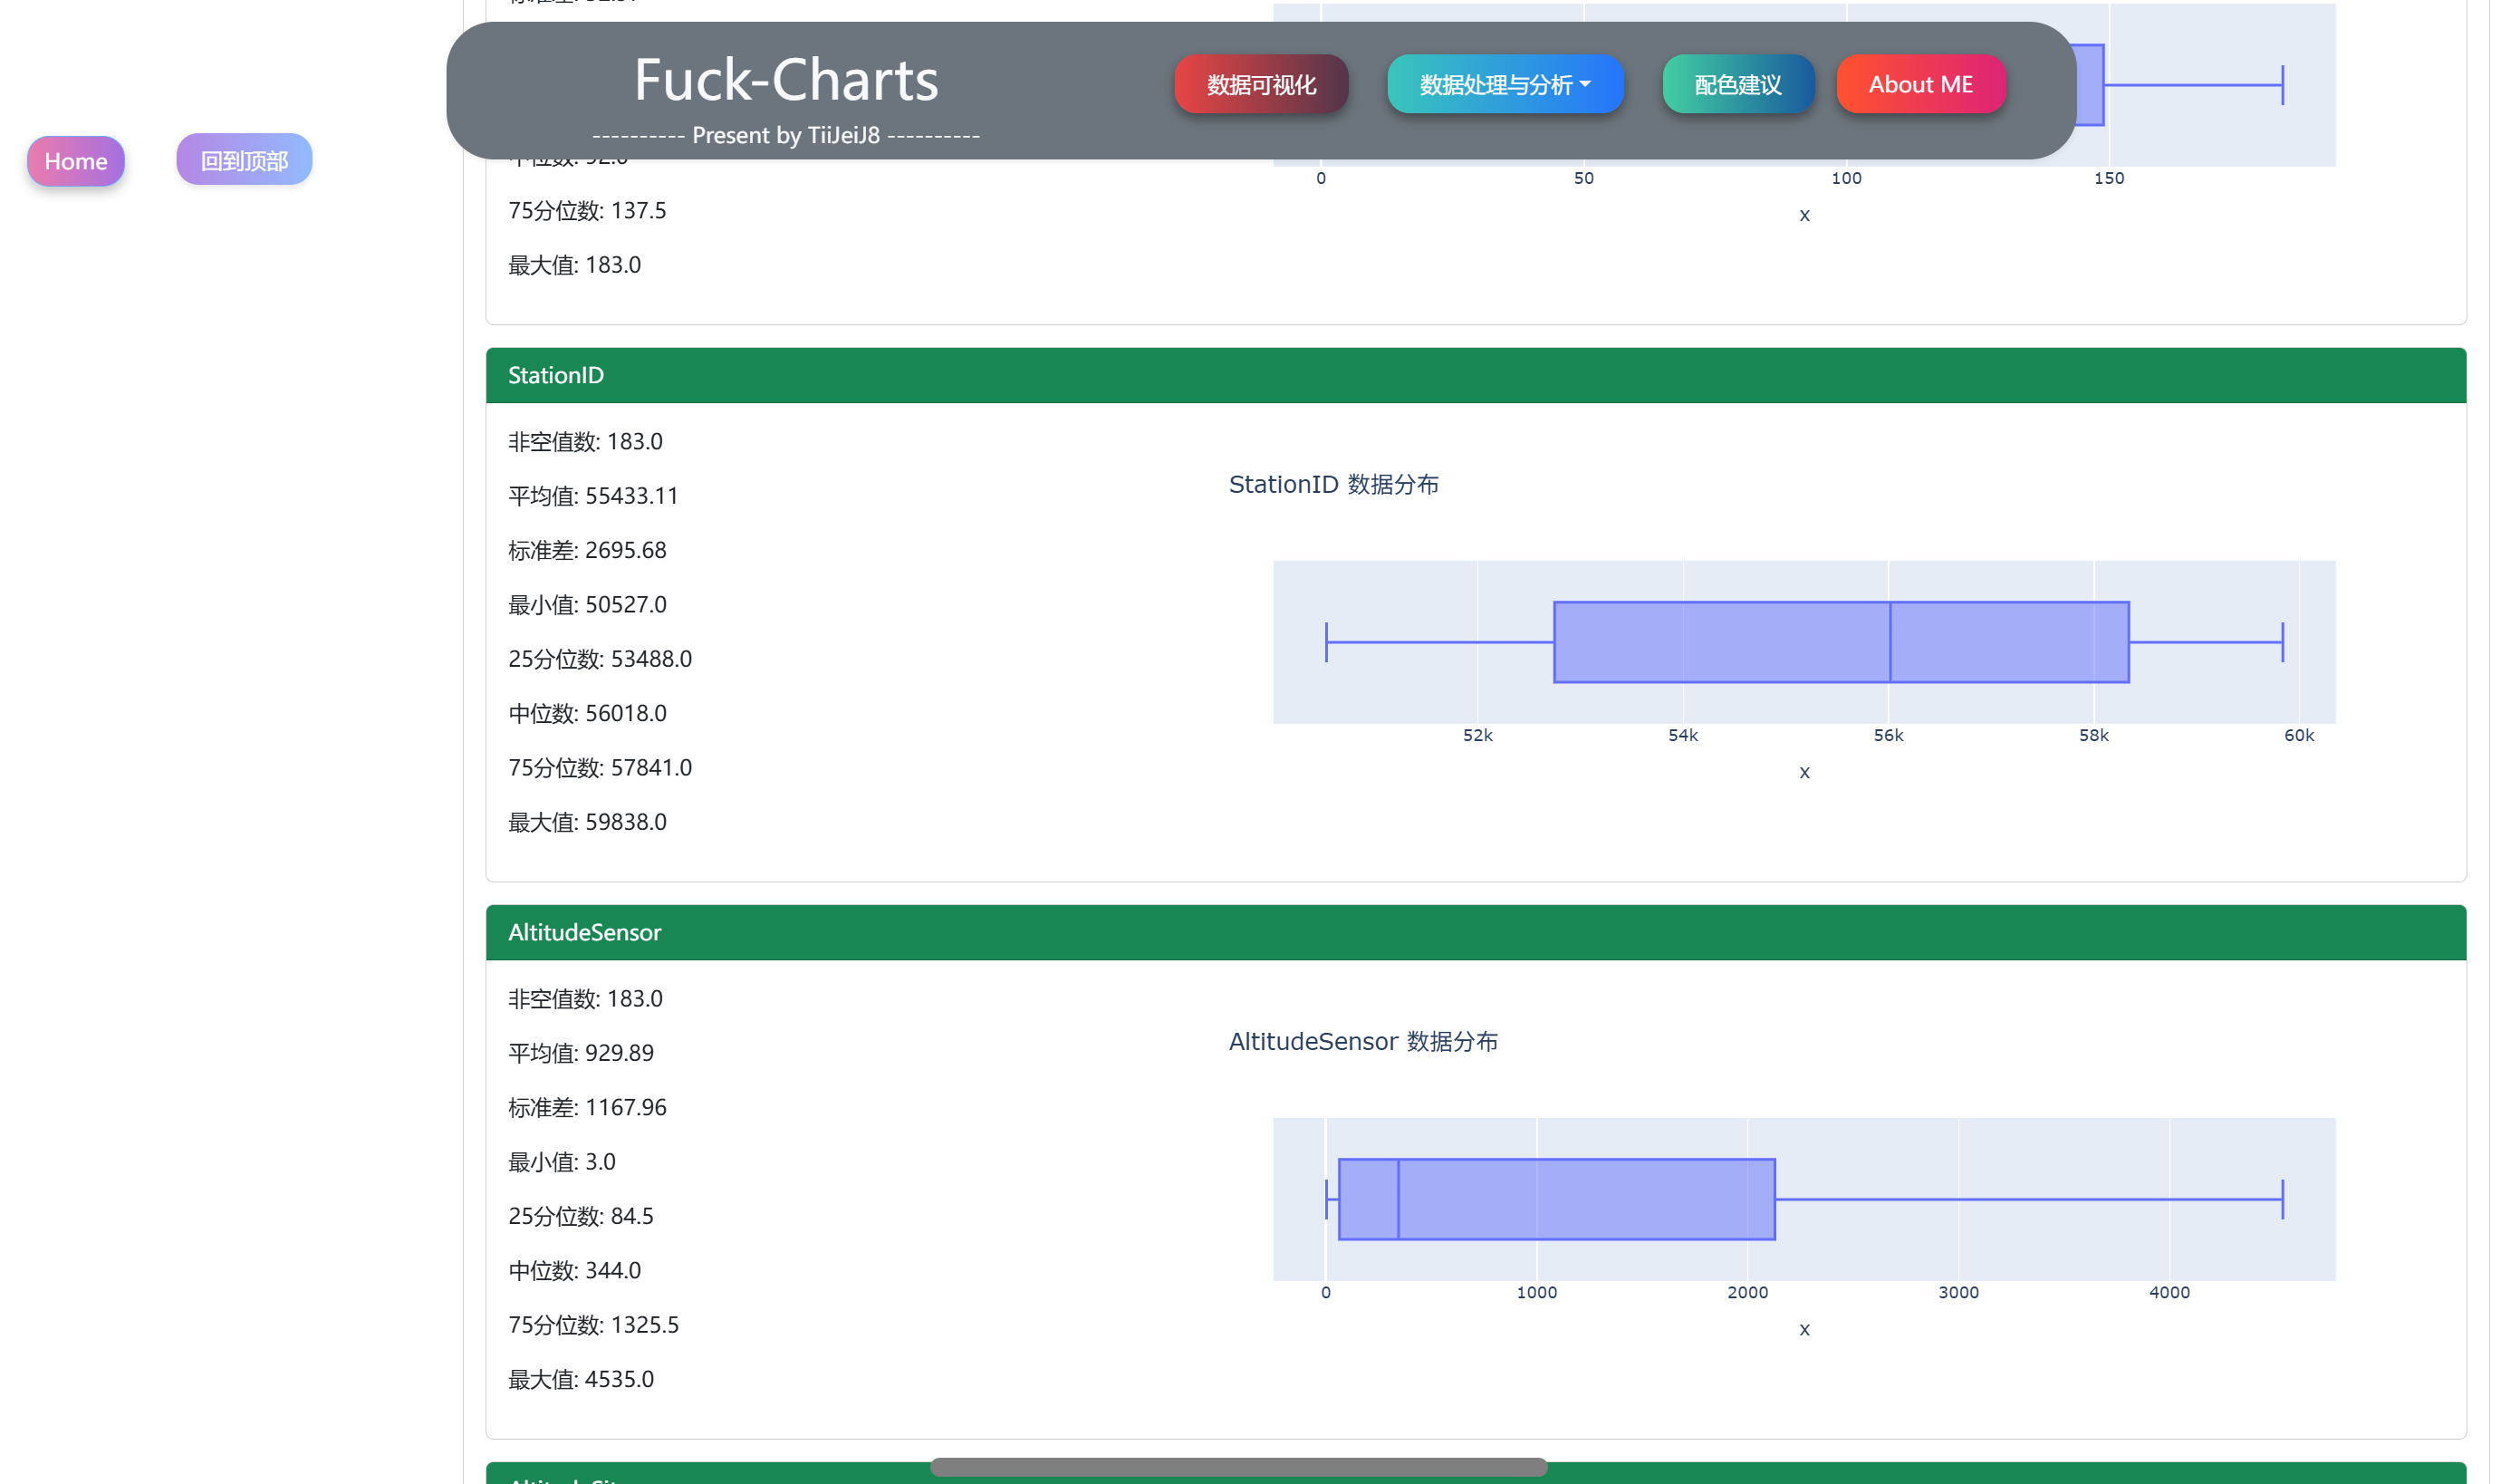 Fuck-Charts
---------- Present by TiiJeiJ8 ----------
数据可视化
数据处理与分析
配色建议
About ME
Home
回到顶部
0 50 100 150
x
75分位数: 137.5
最大值: 183.0
StationID
非空值数: 183.0
平均值: 55433.11
标准差: 2695.68
最小值: 50527.0
25分位数: 53488.0
中位数: 56018.0
75分位数: 57841.0
最大值: 59838.0
StationID 数据分布
52k 54k 56k 58k 60k
x
AltitudeSensor
非空值数: 183.0
平均值: 929.89
标准差: 1167.96
最小值: 3.0
25分位数: 84.5
中位数: 344.0
75分位数: 1325.5
最大值: 4535.0
AltitudeSensor 数据分布
0 1000 2000 3000 4000
x